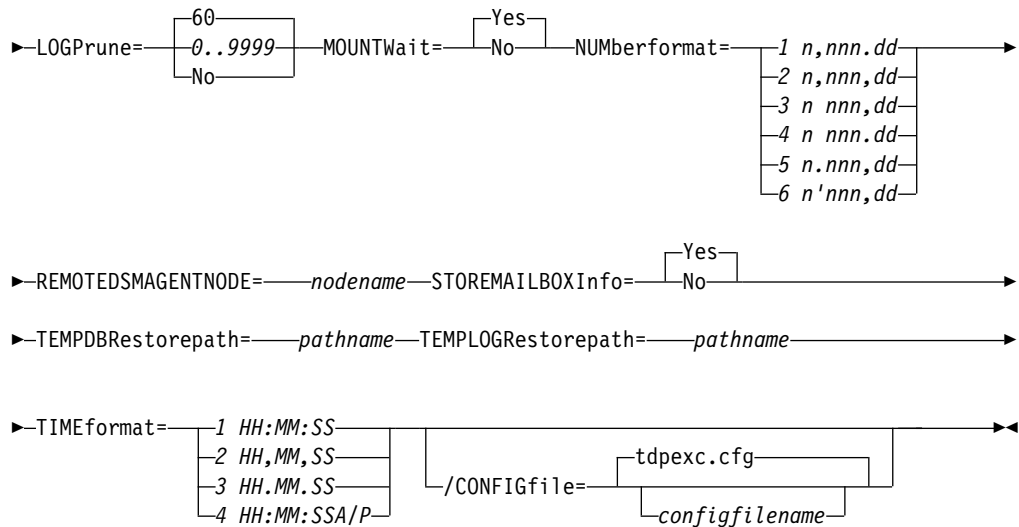 60
LOGPrune= 0..9999 MOUNTWait= Yes NUMberformat= 1 n,nnn.dd
No No 2 n,nnn,dd
3 n nnn,dd
4 n nnn.dd
5 n.nnn,dd
6 n'nnn,dd
Yes
REMOTEDSMAGENTNODE= nodename STOREMAILBOXInfo= No
TEMPDBRestorepath= pathname TEMPLOGRestorepath= pathname
TIMEformat= 1 HH:MM:SS
2 HH,MM,SS tdpexc.cfg
3 HH.MM.SS /CONFIGfile=
4 HH:MM:SSA/P configfilename